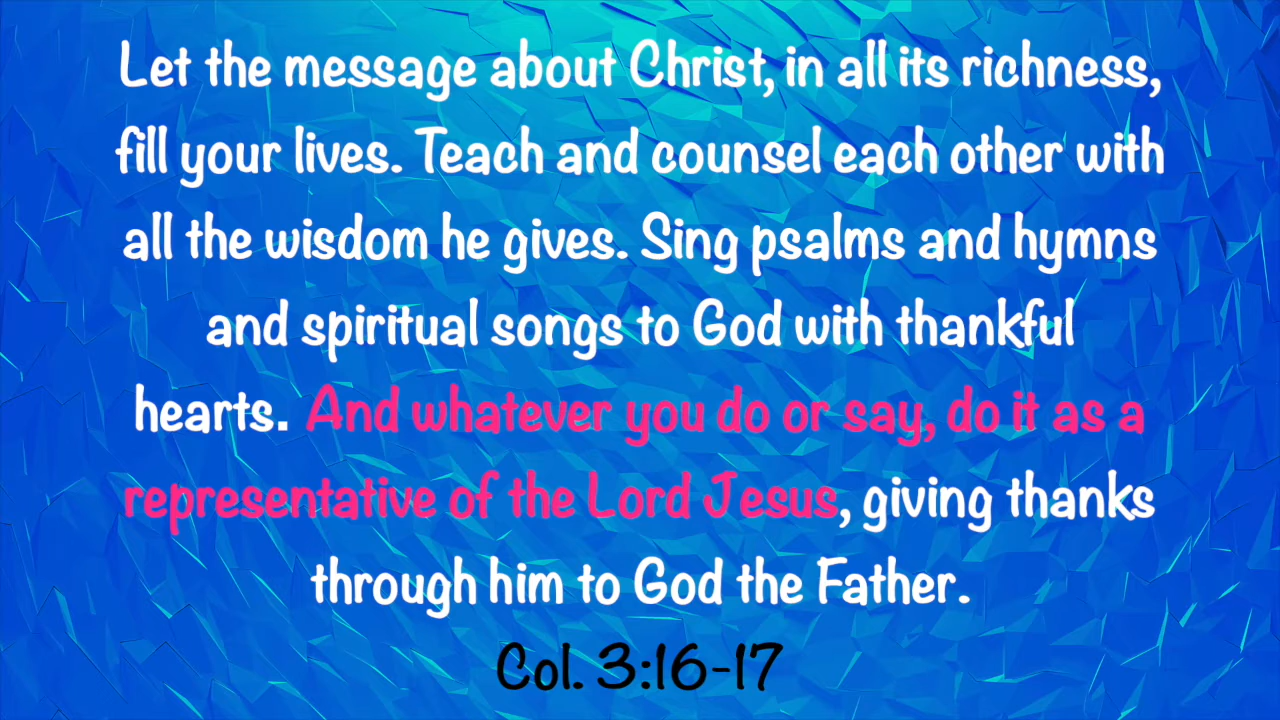 Let the message about Christ, in all its richness,
fill your lives. Teach and counsel each other with
all the wisdom he gives. Sing psalms and hymns
and spiritual songs to God with thankful
hearts. And whatever you do or say, do it as a
representative of the Lord Jesus, giving thanks
through him to God the Father.
Col. 3:16-17